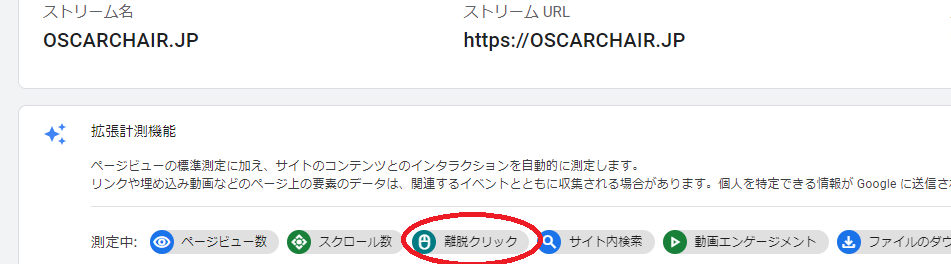 ストリーム名
ストリーム URL
OSCARCHAIR.JP
https://OSCARCHAIR.JP
拡張計測機能
ページビューの標準測定に加え、サイトのコンテンツとのインタラクションを自動的に測定します。
リンクや埋め込み動画などのページ上の要素のデータは、関連するイベントとともに収集される場合があります。個人を特定できる情報が Google に送信さ
測定中: ページビュー数 スクロール数 離脱クリック サイト内検索 動画エンゲージメント ファイルのダウ